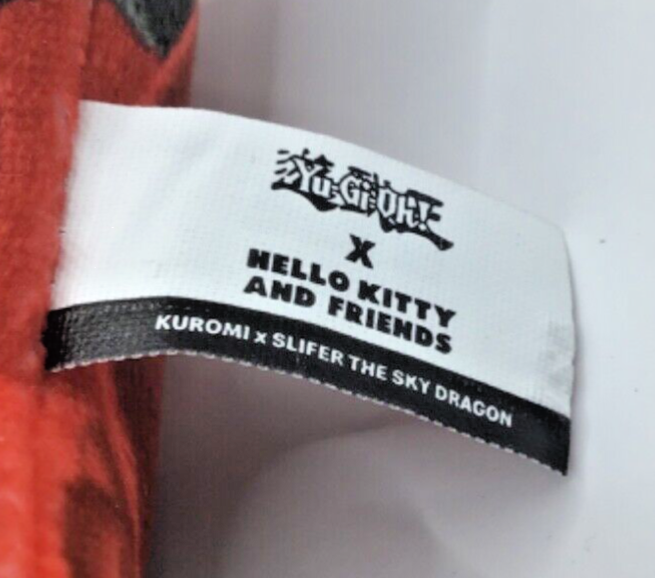 Yu-Gi-Oh!
X
HELLO KITTY
AND FRIENDS
KUROMI x SLIFER THE SKY DRAGON